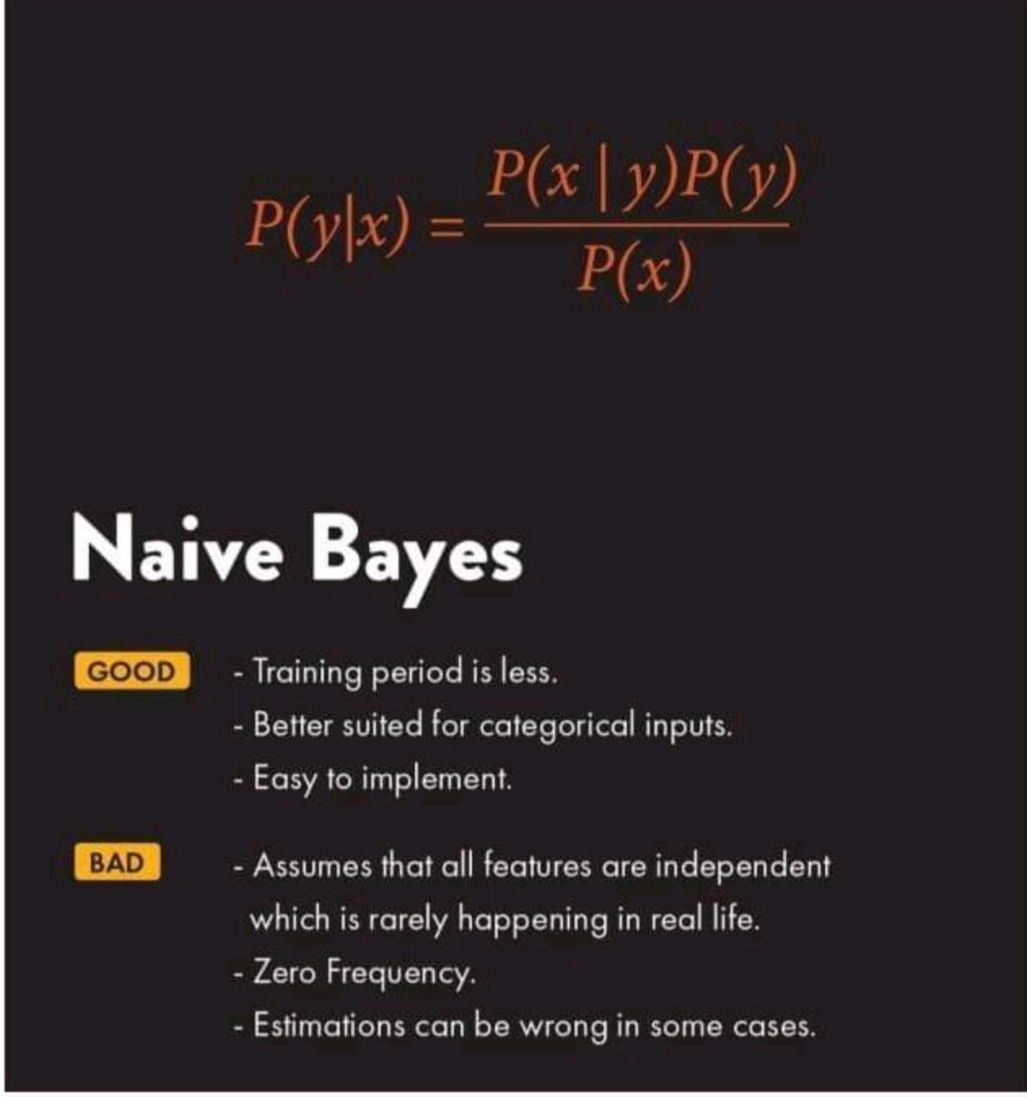 P(y|x) = P(x | y)P(y)
P(x)
Naive Bayes
GOOD - Training period is less.
- Better suited for categorical inputs.
- Easy to implement.
BAD - Assumes that all features are independent
which is rarely happening in real life.
- Zero Frequency.
- Estimations can be wrong in some cases.